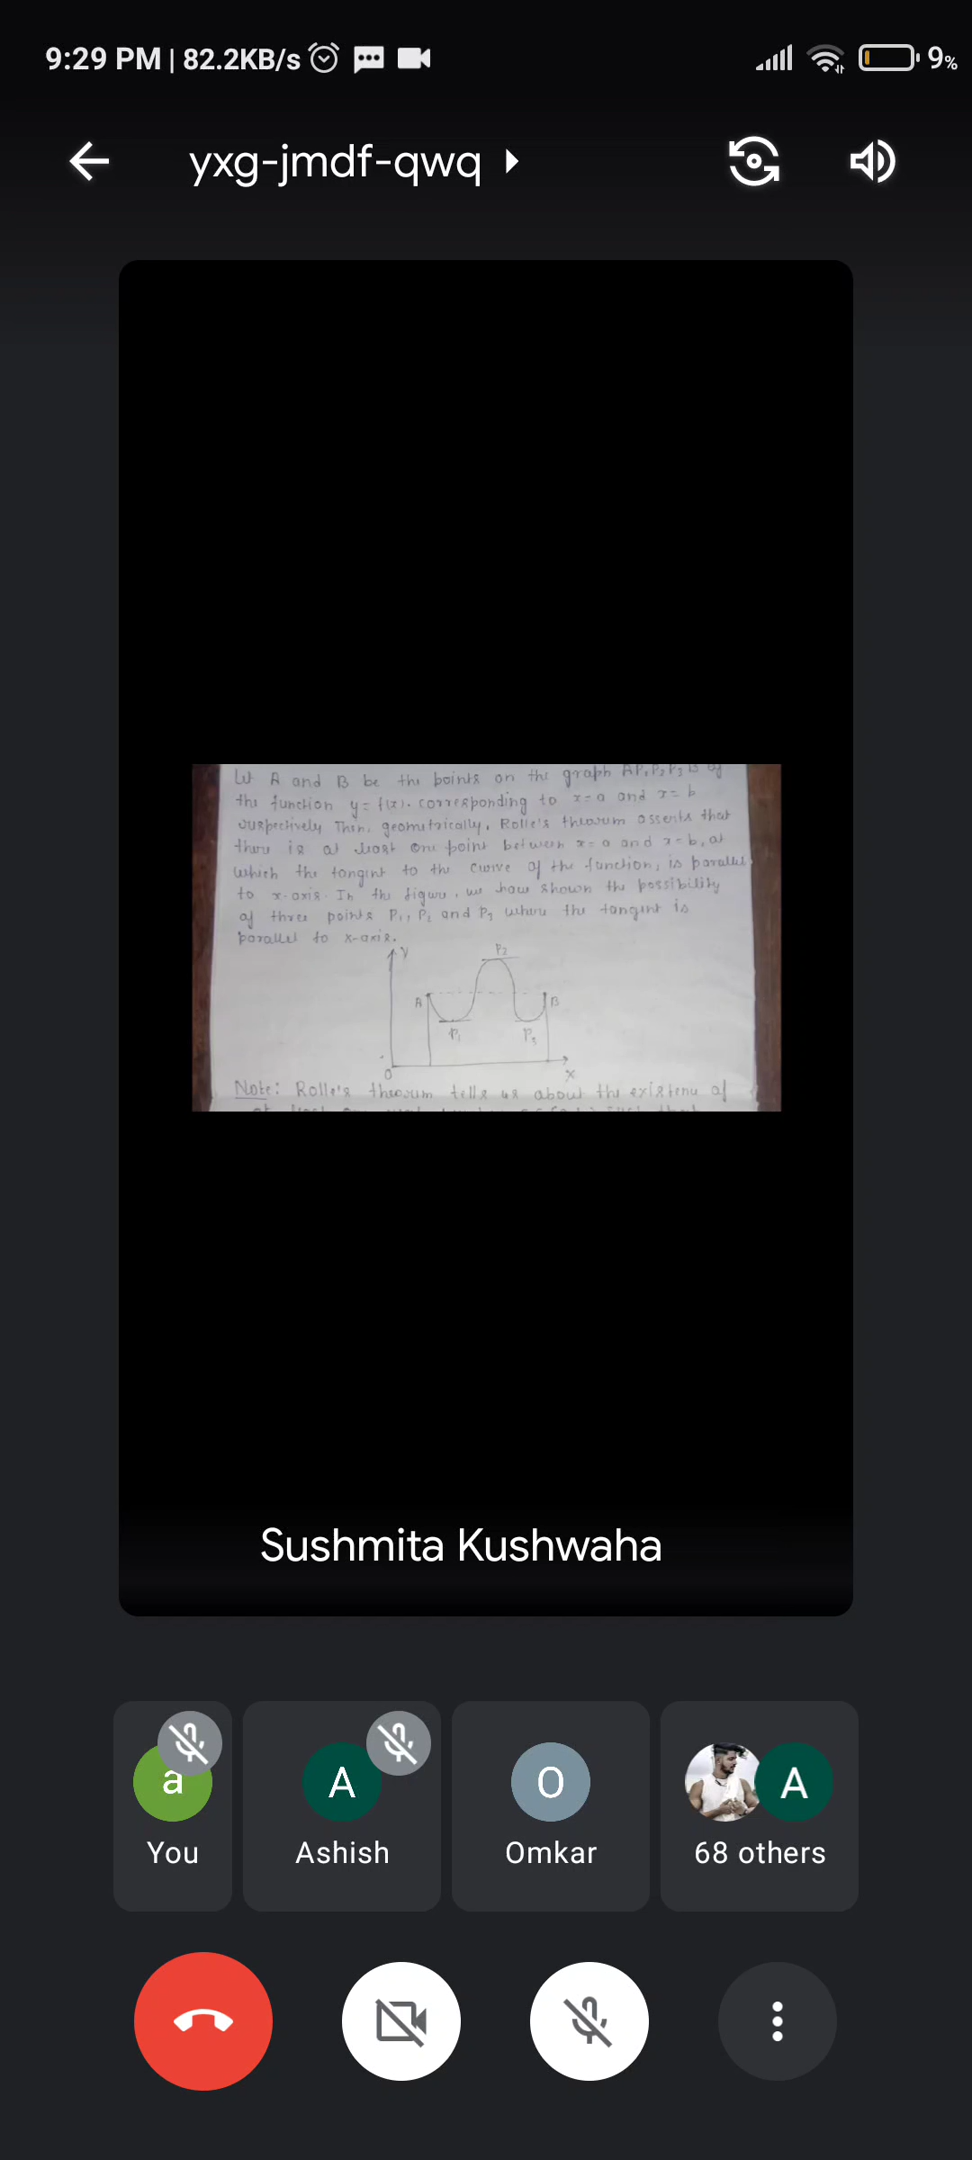 9:29 PM | 82.2KB/s
9%
yxg-jmdf-qwq
Let A and B be the points on the graph AP₁P₂P₃B of
the function y = f(x). corresponding to x=a and x=b
respectively. Then, geometrically, Rolle's theorem asserts that
there is at least one point between x=a and x=b, at
which the tangent to the curve of the function, is parallel
to x-axis. In the figure, we have shown the possibility
of three points P₁, P₂ and P₃ where the tangent is
parallel to x-axis.
Y
P₂
A
B
P₁
P₃
O
X
Note: Rolle's theorem tells us about the existence of
at least one
Sushmita Kushwaha
a
A
O
A
You
Ashish
Omkar
68 others